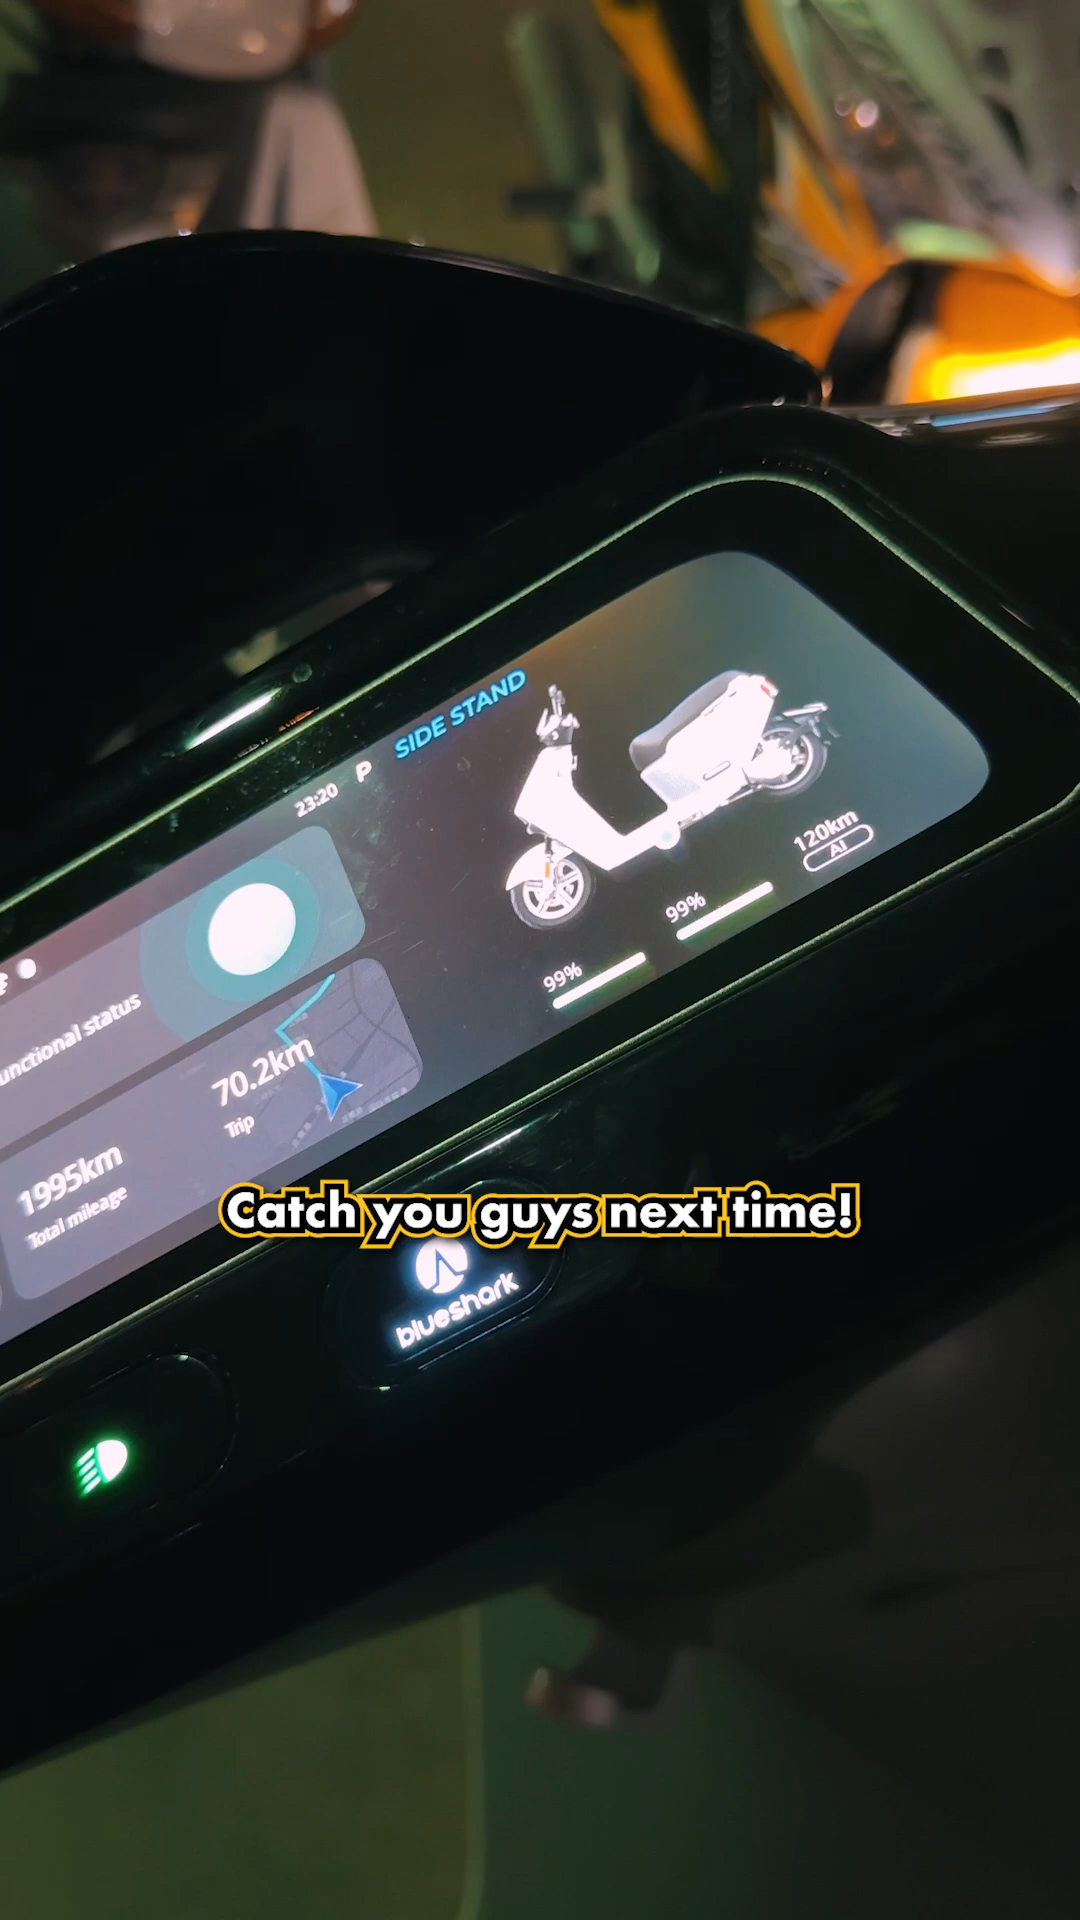 SIDE STAND
23:20 P
unctional status
70.2km
Trip
1995km
Total mileage
99%
99%
120km
AI
Catch you guys next time!
blueshark